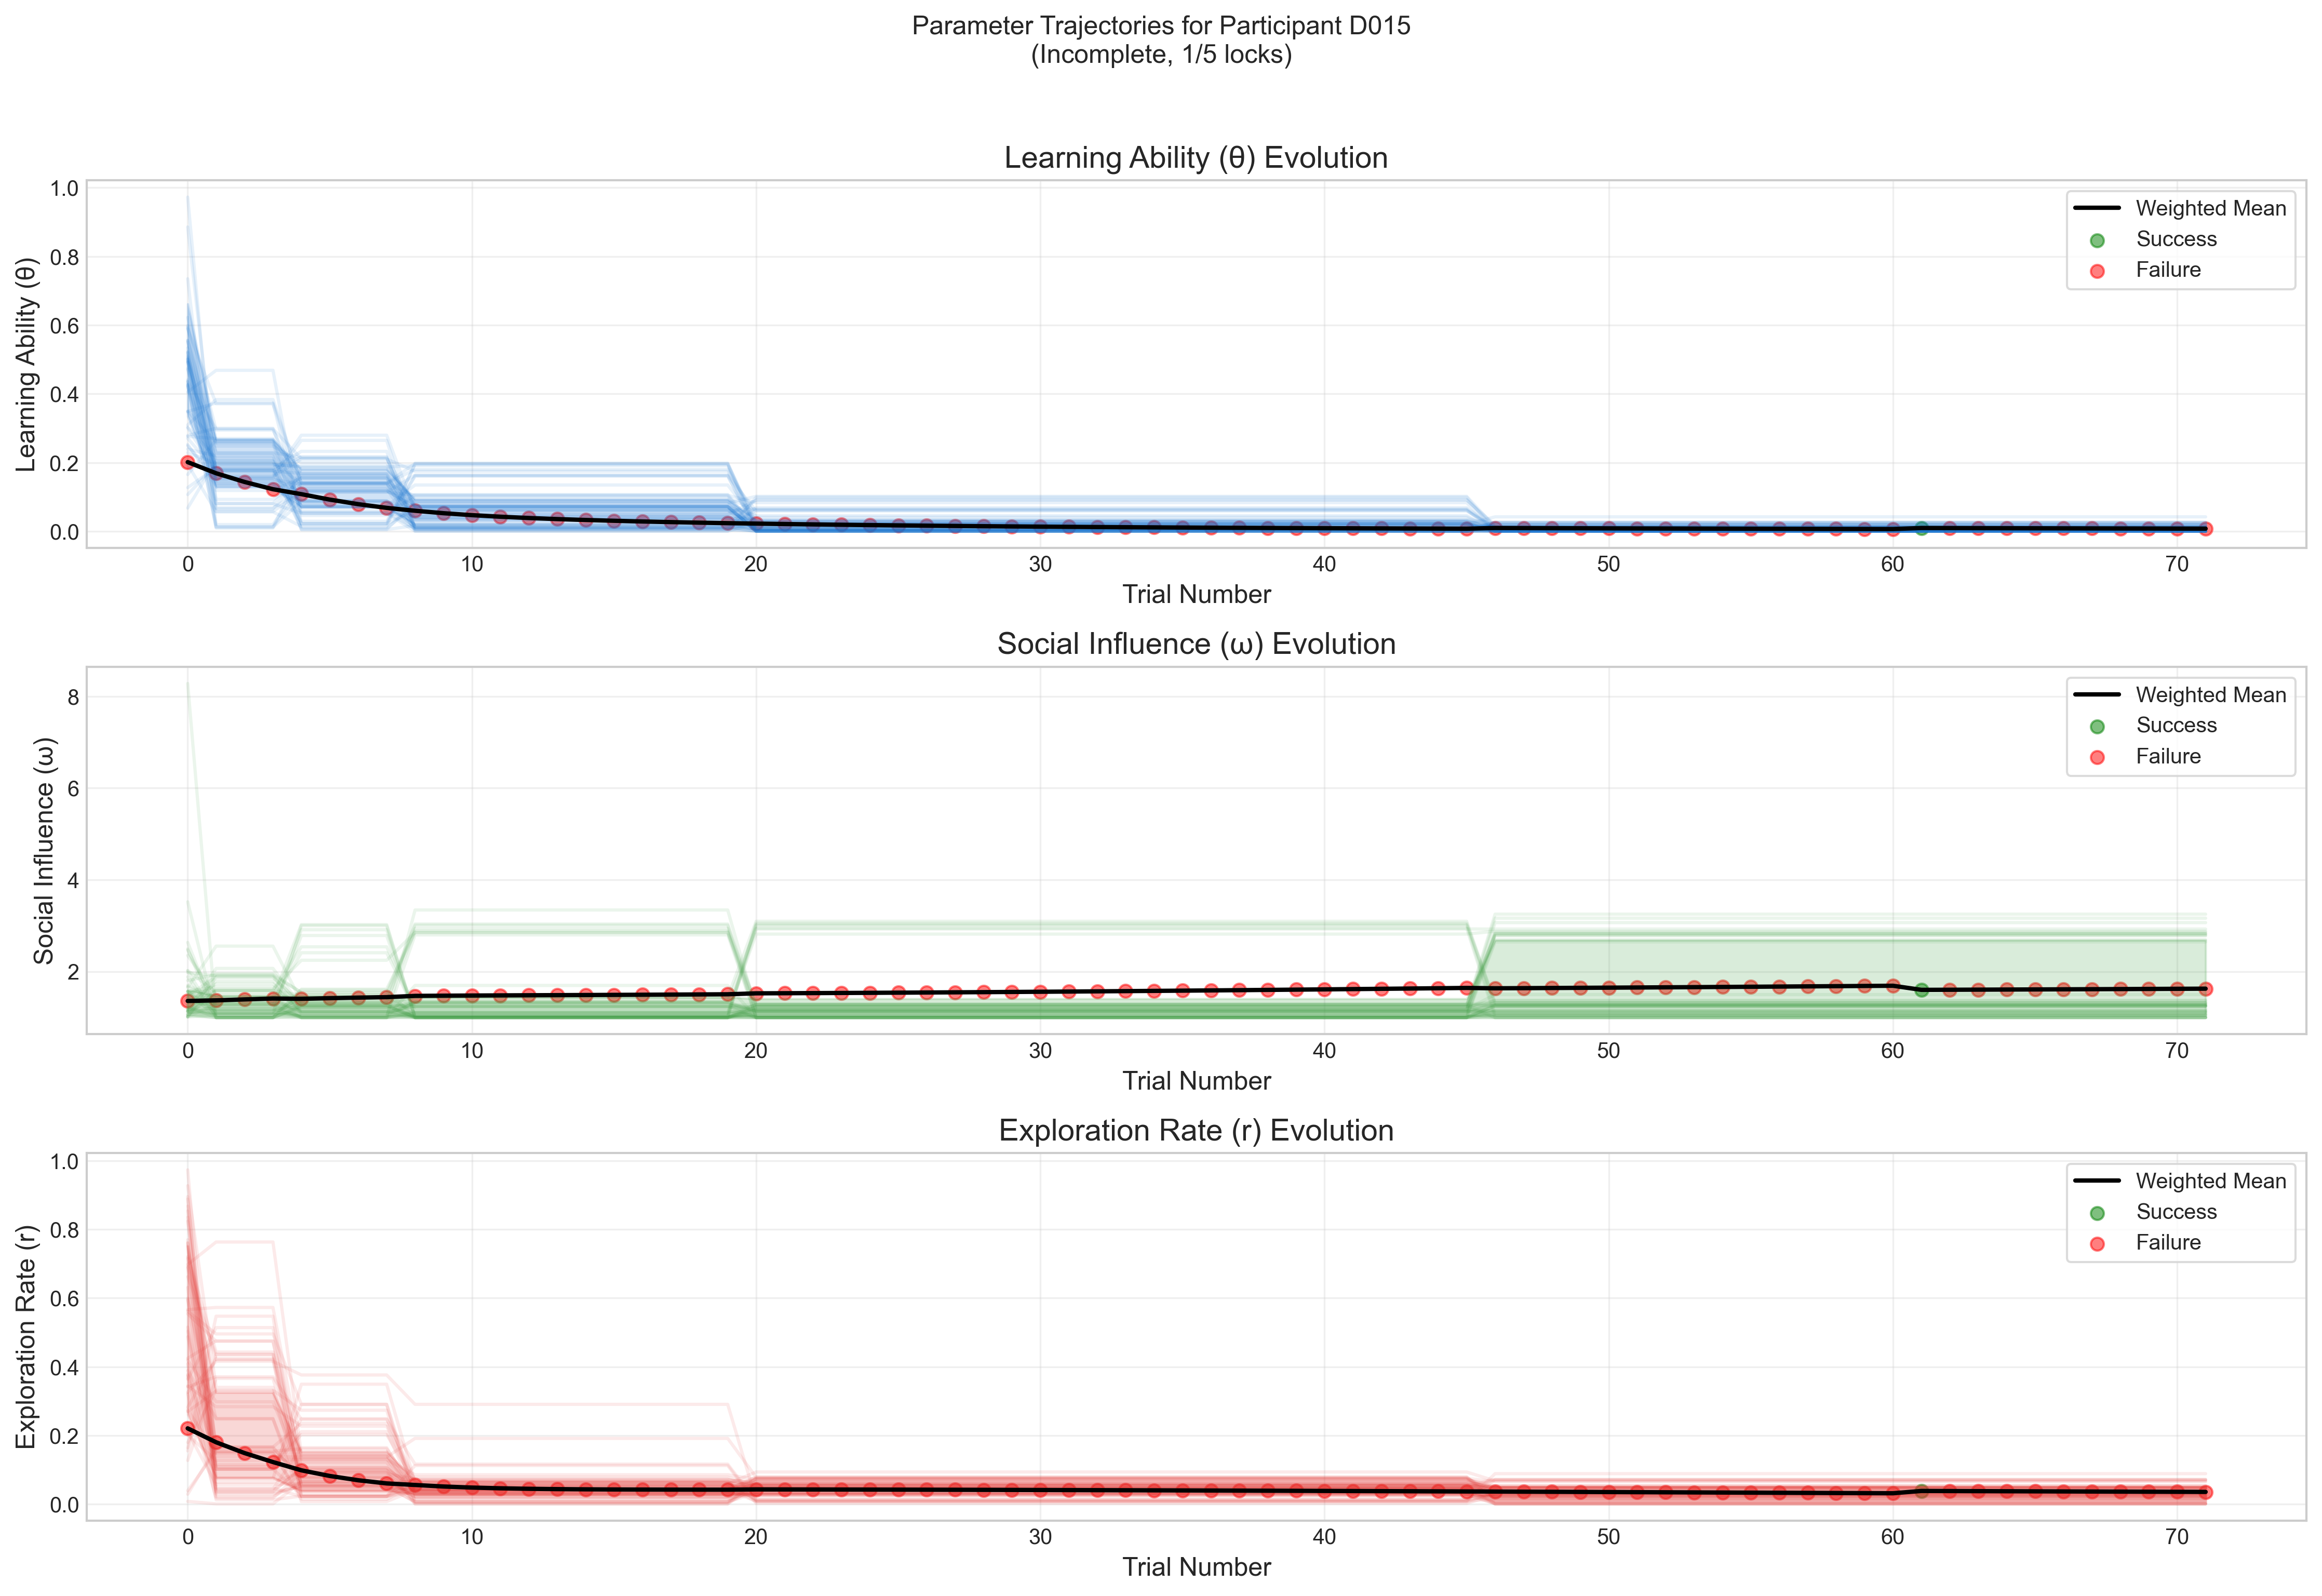 Parameter Trajectories for Participant D015
(Incomplete, 1/5 locks)
Learning Ability (θ) Evolution
Learning Ability (θ)
1.0
0.8
0.6
0.4
0.2
0.0
Weighted Mean
Success
Failure
0 10 20 30 40 50 60 70
Trial Number
Social Influence (ω) Evolution
Social Influence (ω)
8
6
4
2
Weighted Mean
Success
Failure
0 10 20 30 40 50 60 70
Trial Number
Exploration Rate (r) Evolution
Exploration Rate (r)
1.0
0.8
0.6
0.4
0.2
0.0
Weighted Mean
Success
Failure
0 10 20 30 40 50 60 70
Trial Number